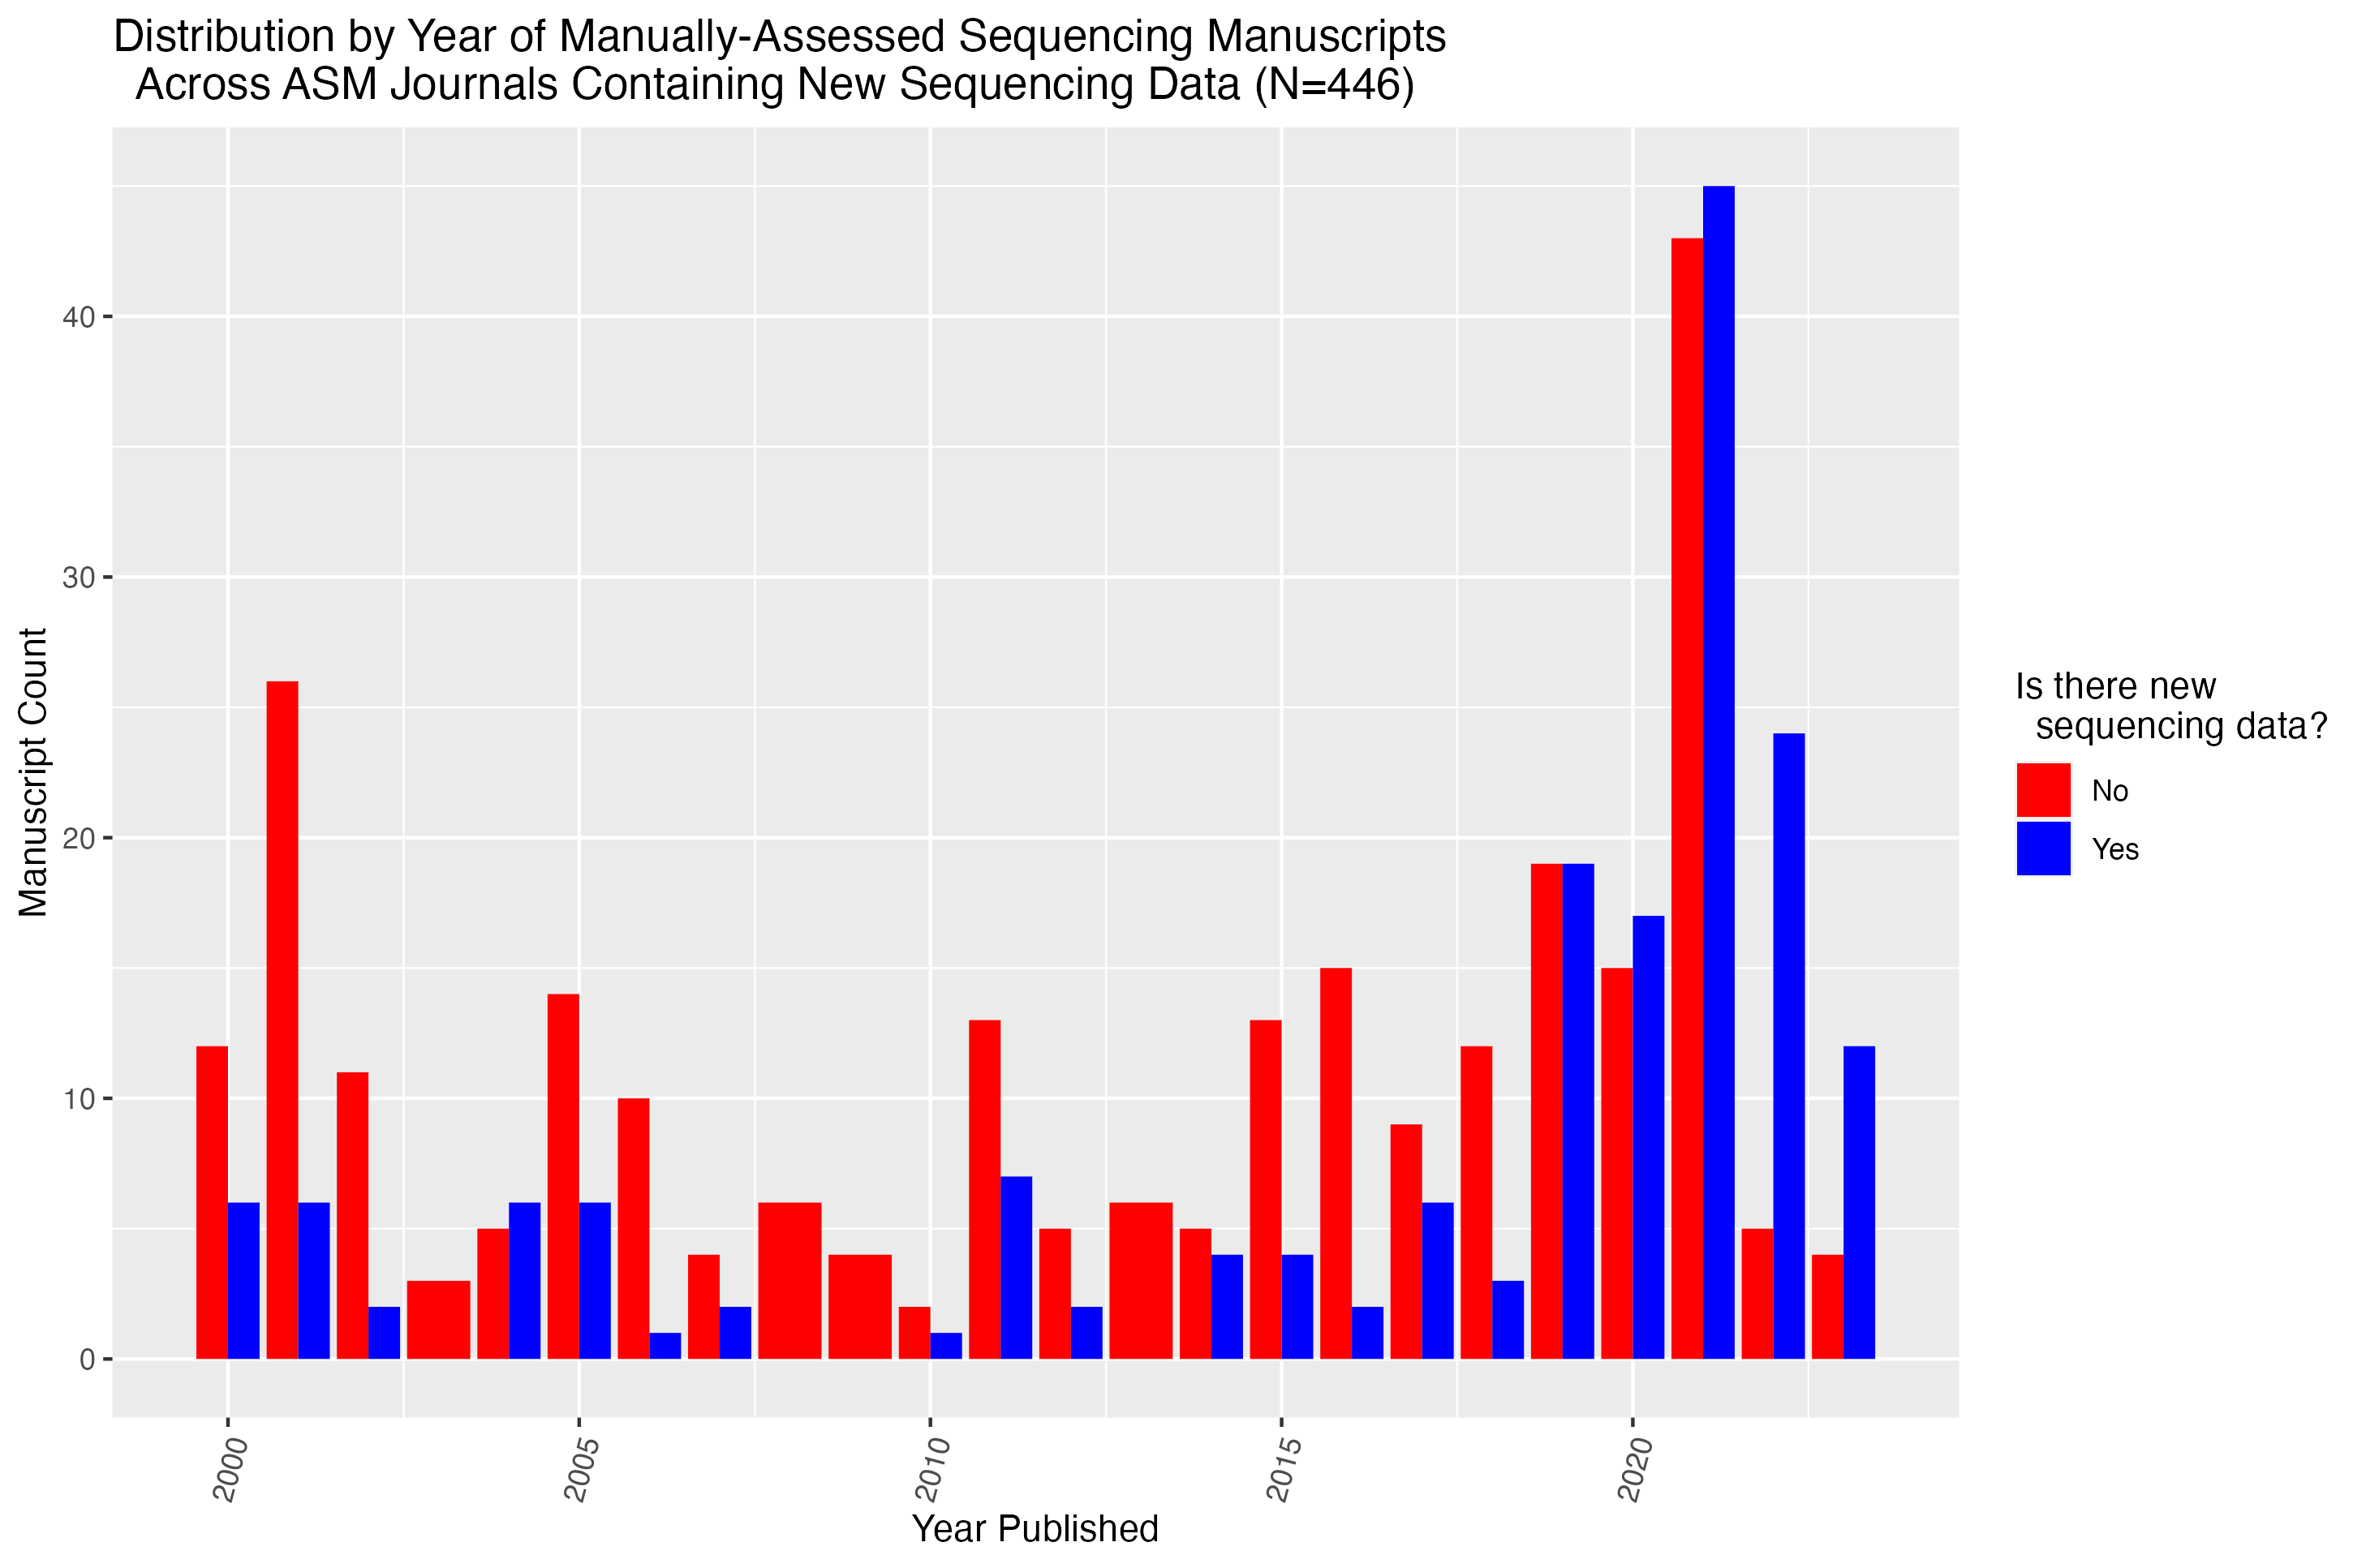 Distribution by Year of Manually-Assessed Sequencing Manuscripts
Across ASM Journals Containing New Sequencing Data (N=446)
Manuscript Count
40
30
20
10
0
2000
2005
2010
2015
2020
Year Published
Is there new
sequencing data?
No
Yes